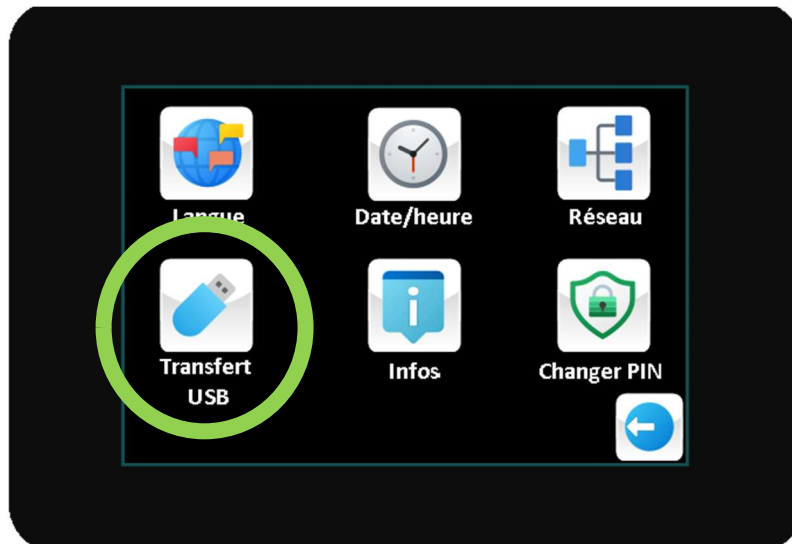 Langue
Date/heure
Réseau
Transfert
USB
Infos
Changer PIN